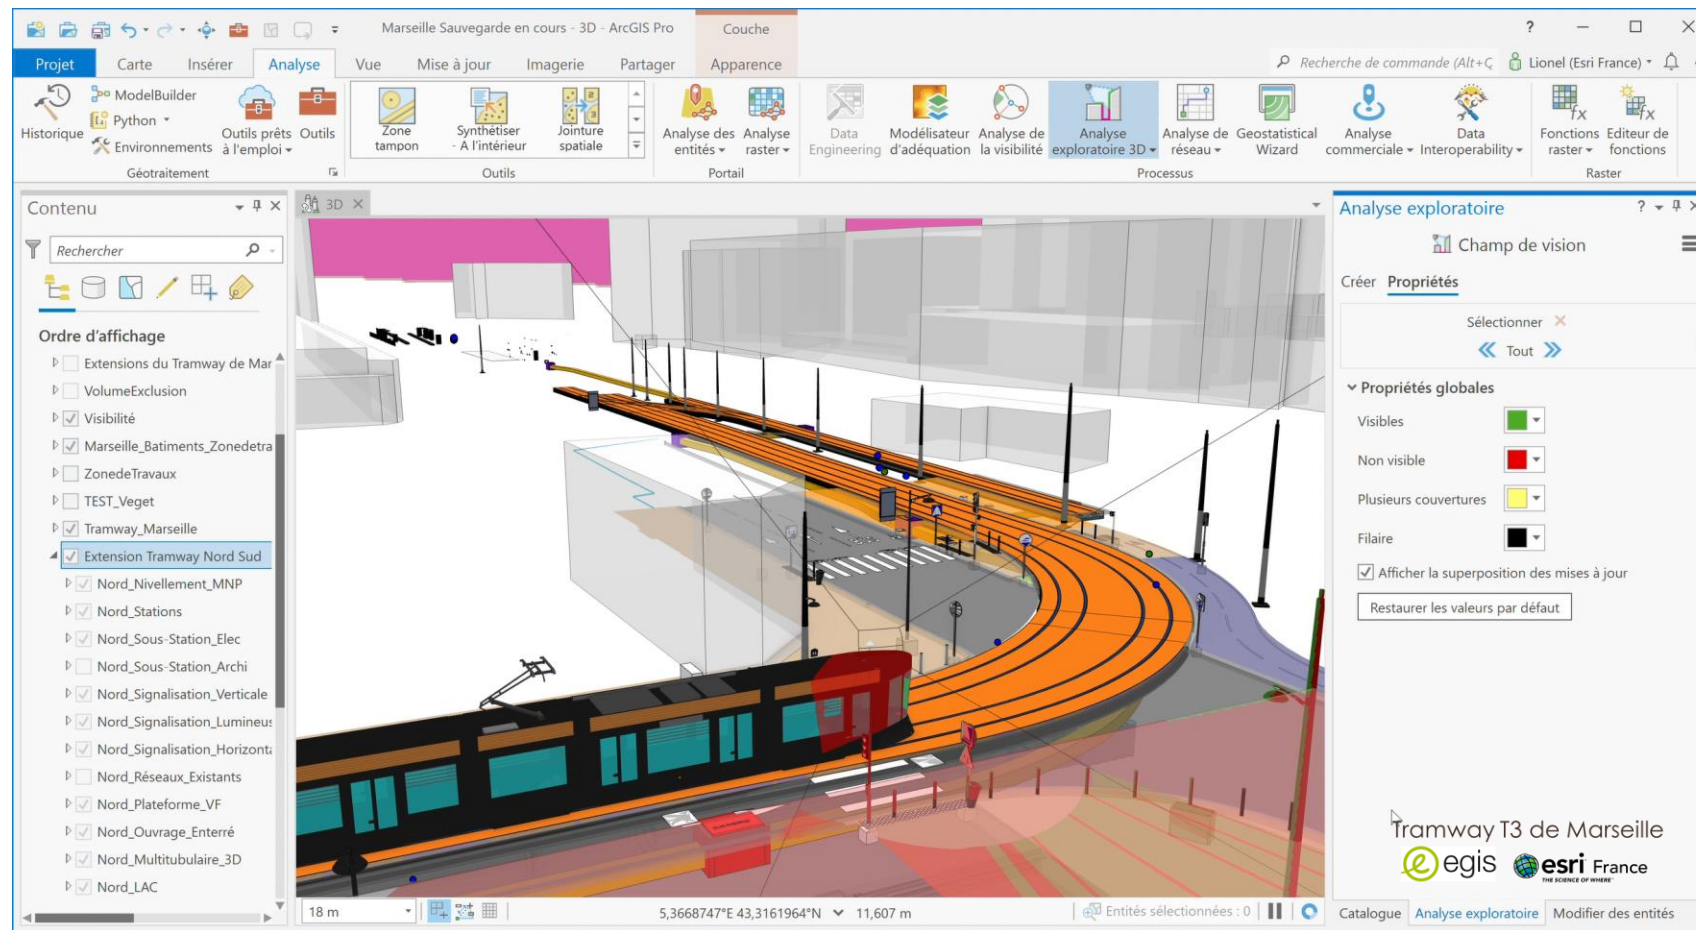 Marseille Sauvegarde en cours - 3D - ArcGIS Pro
Couche
?
Projet Carte Insérer Analyse Vue Mise à jour Imagerie Partager Apparence
Recherche de commande (Alt+Ç
Lionel (Esri France)
Historique
ModelBuilder
Python
Environnements
Outils prêts à l'emploi
Outils
Géotraitement
Zone tampon
Synthétiser - A l'intérieur
Jointure spatiale
Outils
Analyse des entités
Analyse raster
Portail
Data Engineering
Modélisateur d'adéquation
Analyse de la visibilité
Analyse exploratoire 3D
Analyse de réseau
Geostatistical Wizard
Analyse commerciale
Data Interoperability
Processus
Fonctions raster
Editeur de fonctions
Raster
Contenu
Rechercher
Ordre d'affichage
Extensions du Tramway de Mar
VolumeExclusion
Visibilité
Marseille_Batiments_Zonedetra
ZonedeTravaux
TEST_Veget
Tramway_Marseille
Extension Tramway Nord Sud
Nord_Nivellement_MNP
Nord_Stations
Nord_Sous-Station_Elec
Nord_Sous-Station_Archi
Nord_Signalisation_Verticale
Nord_Signalisation_Lumineus
Nord_Signalisation_Horizonta
Nord_Réseaux_Existants
Nord_Plateforme_VF
Nord_Ouvrage_Enterré
Nord_Multitubulaire_3D
Nord_LAC
3D
18 m
5,3668747°E 43,3161964°N
11,607 m
Entités sélectionnées : 0
Analyse exploratoire
?
Champ de vision
Créer Propriétés
Sélectionner
Tout
Propriétés globales
Visibles
Non visible
Plusieurs couvertures
Filaire
Afficher la superposition des mises à jour
Restaurer les valeurs par défaut
Tramway T3 de Marseille
egis
esri France
THE SCIENCE OF WHERE
Catalogue Analyse exploratoire Modifier des entités